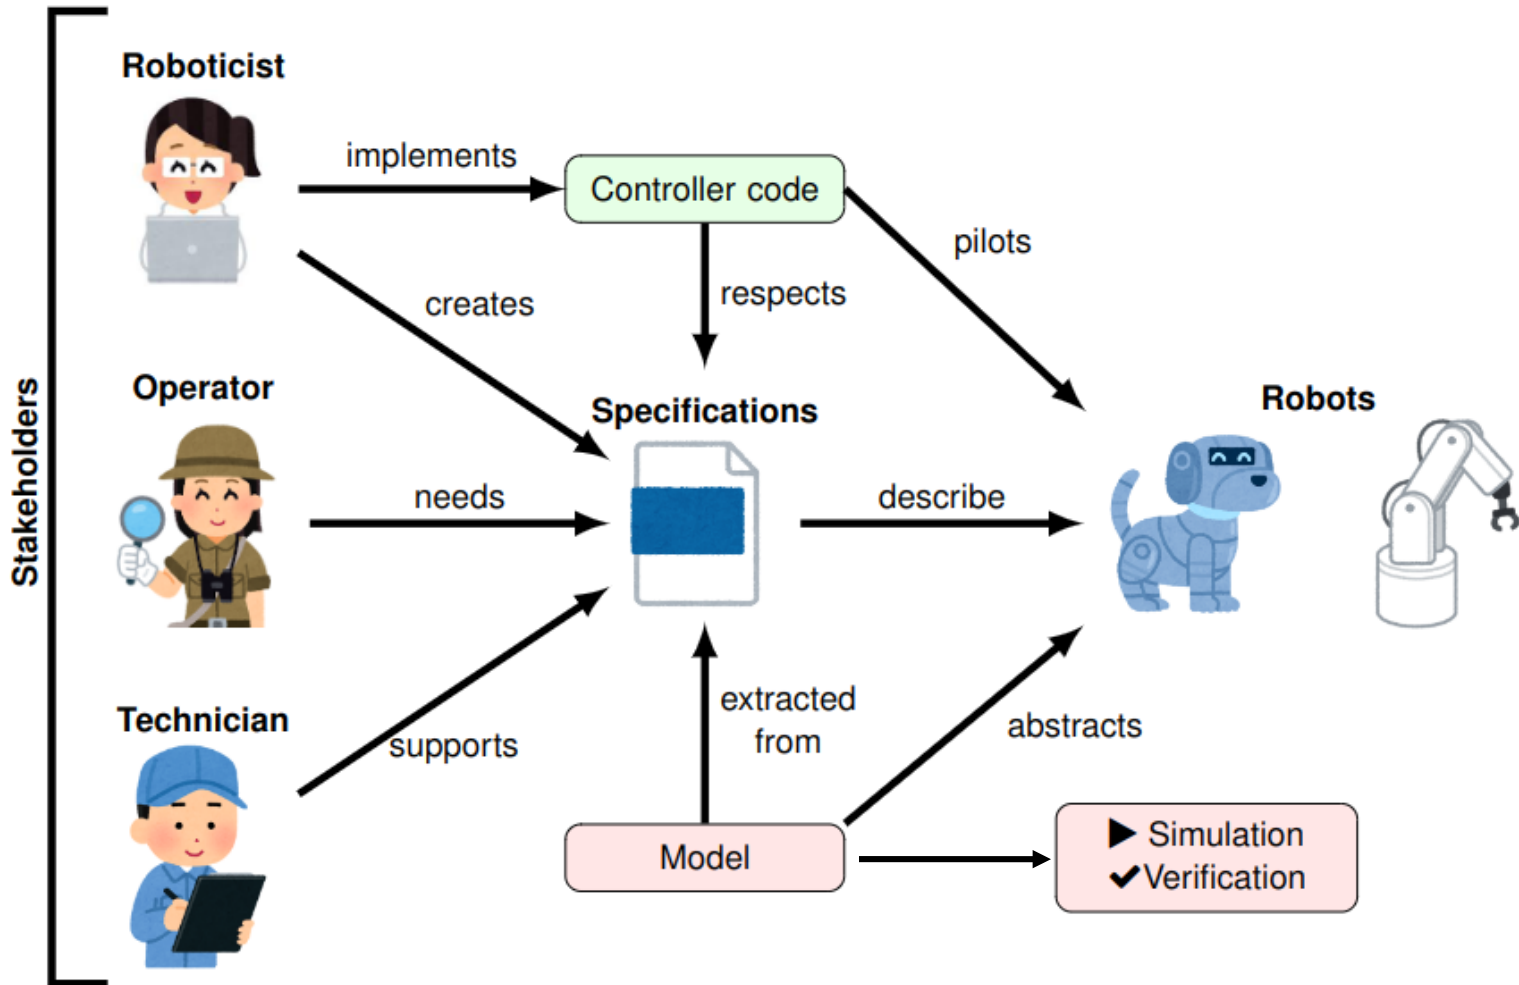 Stakeholders
Roboticist
implements
Controller code
pilots
respects
creates
Operator
Specifications
Robots
needs
describe
Technician
supports
extracted
from
abstracts
Model
Simulation
Verification